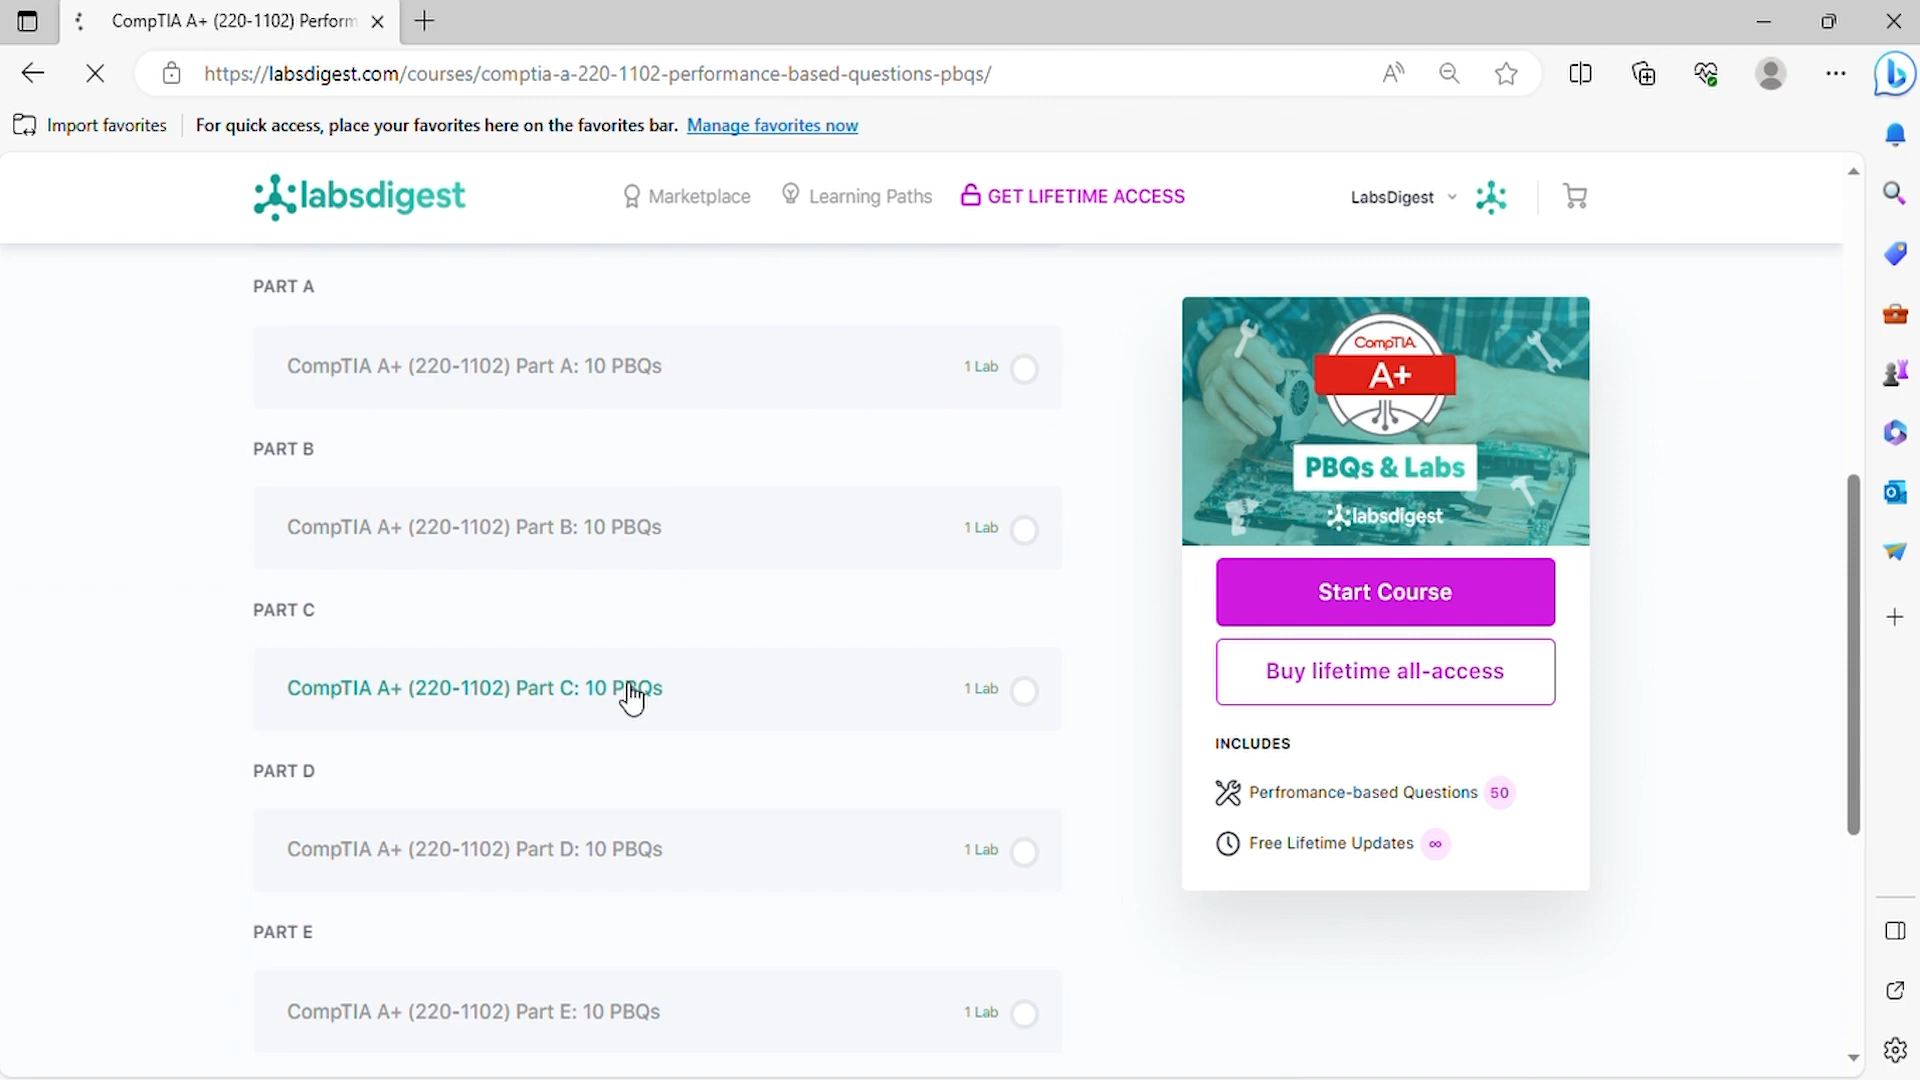 CompTIA A+ (220-1102) Perform
https://labsdigest.com/courses/comptia-a-220-1102-performance-based-questions-pbqs/
Import favorites
For quick access, place your favorites here on the favorites bar. Manage favorites now
labsdigest
Marketplace
Learning Paths
GET LIFETIME ACCESS
LabsDigest
PART A
CompTIA A+ (220-1102) Part A: 10 PBQs
1 Lab
PART B
CompTIA A+ (220-1102) Part B: 10 PBQs
1 Lab
PART C
CompTIA A+ (220-1102) Part C: 10 PBQs
1 Lab
PART D
CompTIA A+ (220-1102) Part D: 10 PBQs
1 Lab
PART E
CompTIA A+ (220-1102) Part E: 10 PBQs
1 Lab
CompTIA
A+
PBQs & Labs
labsdigest
Start Course
Buy lifetime all-access
INCLUDES
Perfromance-based Questions 50
Free Lifetime Updates ∞